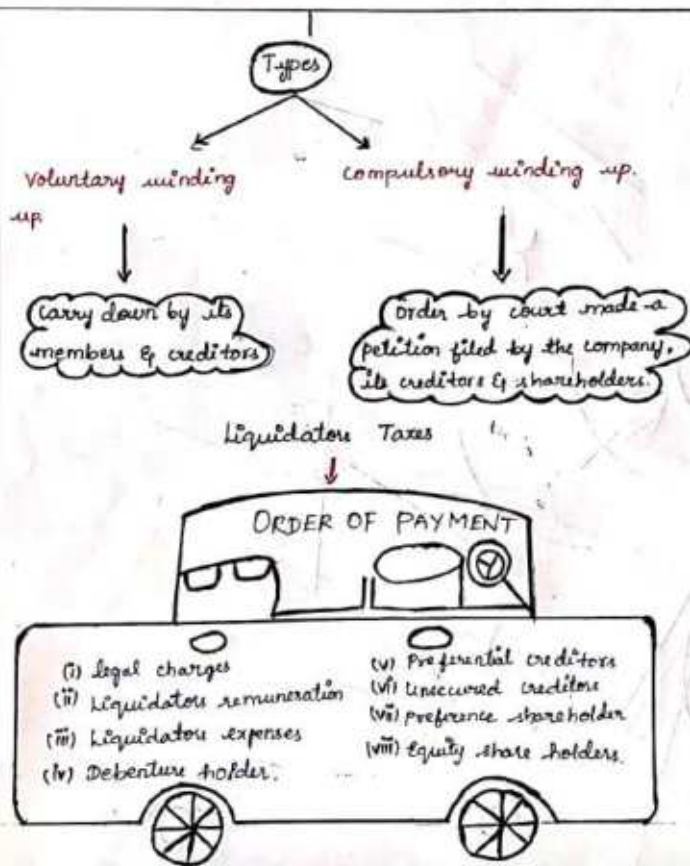 Types
Voluntary winding
up
Compulsory winding up.
Carry down by its
members & creditors
Order by court made a
petition filed by the company,
its creditors & shareholders.
Liquidators Taxes
ORDER OF PAYMENT
(i) legal charges
(ii) Liquidators remuneration
(iii) Liquidators expenses
(iv) Debenture holder.
(v) Preferential creditors
(vi) Unsecured creditors
(vii) preference shareholder
(viii) Equity share holders.